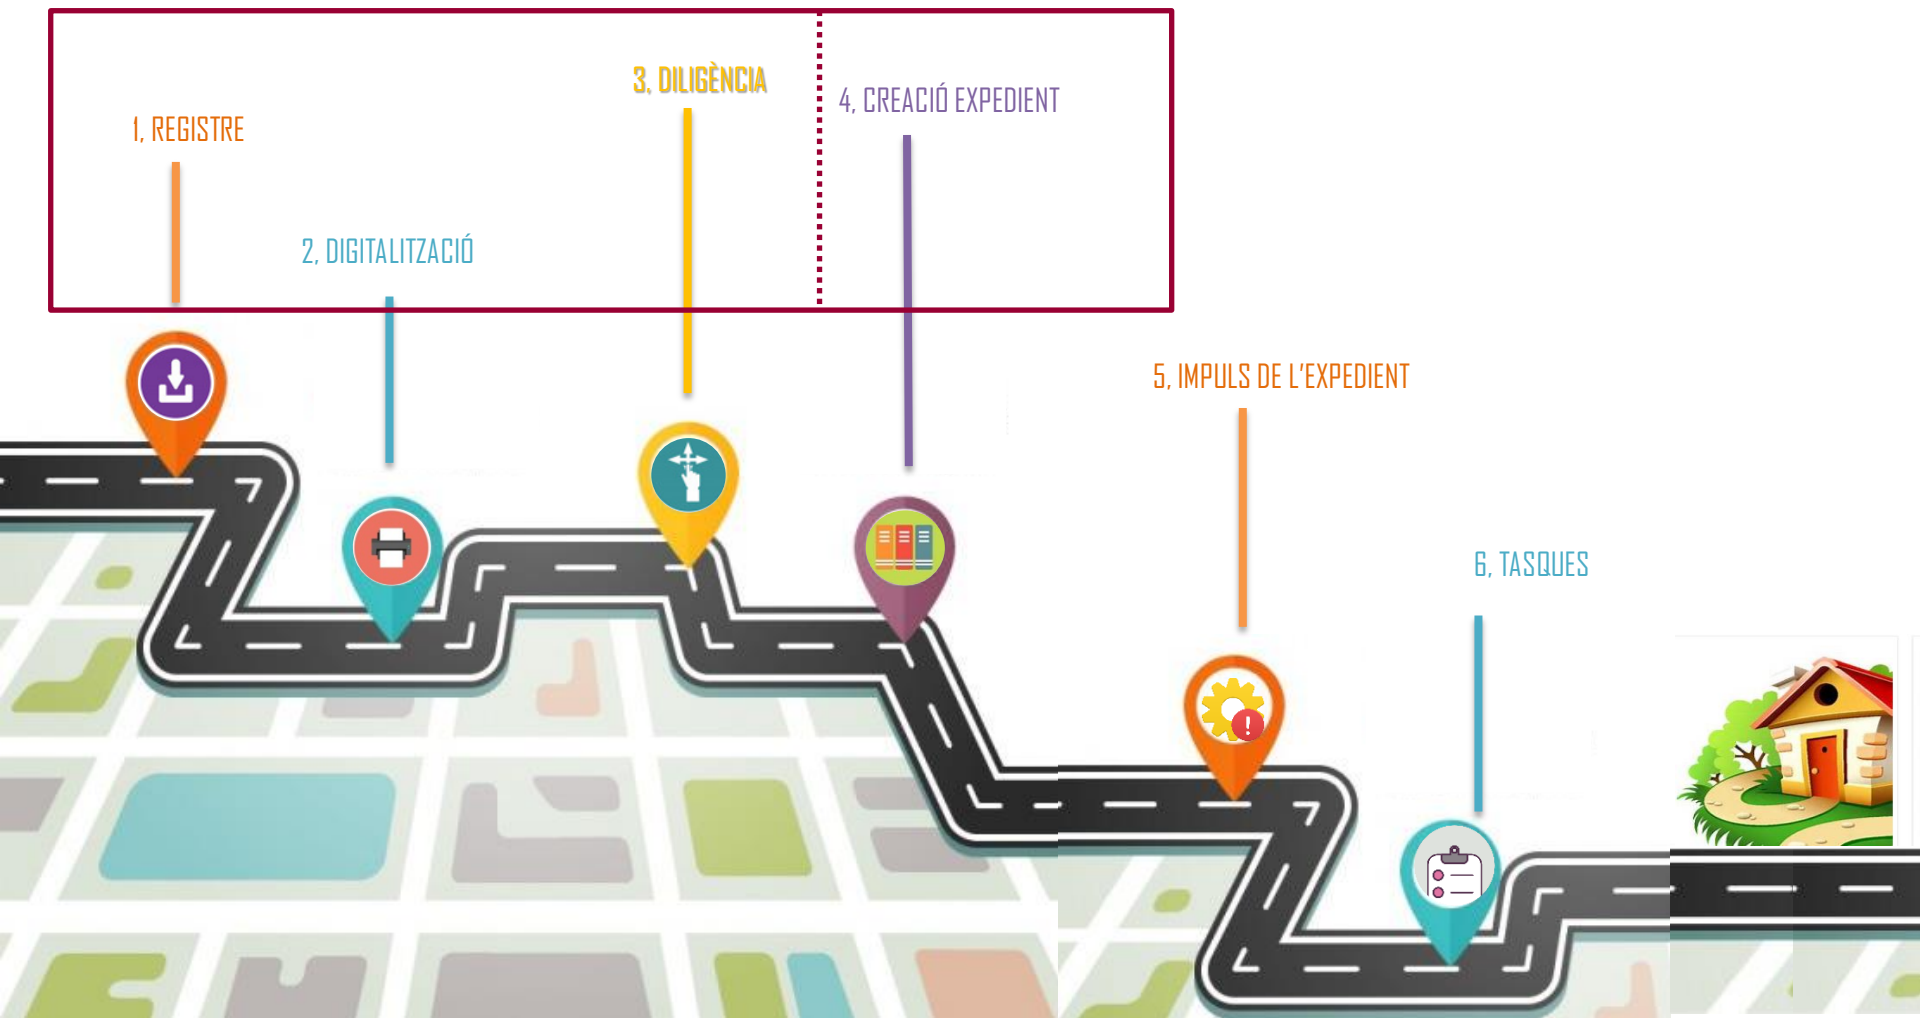 1, REGISTRE
2, DIGITALITZACIÓ
3, DILIGÈNCIA
4, CREACIÓ EXPEDIENT
5, IMPULS DE L'EXPEDIENT
6, TASQUES